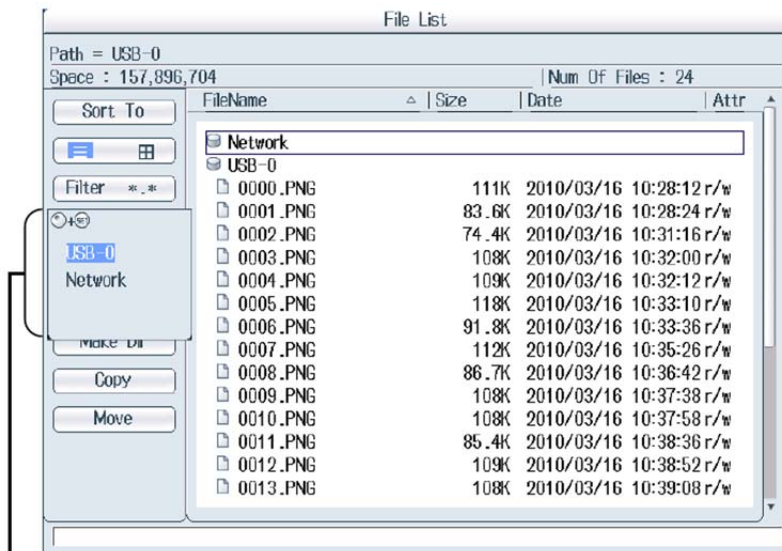 File List
Path = USB-0
Space : 157,896,704 Num Of Files : 24
FileName Size Date Attr
Sort To
Filter *.*
+SET
USB-0
Network
Make Dir
Copy
Move
Network
USB-0
0000.PNG 111K 2010/03/16 10:28:12 r/w
0001.PNG 83.6K 2010/03/16 10:28:24 r/w
0002.PNG 74.4K 2010/03/16 10:31:16 r/w
0003.PNG 108K 2010/03/16 10:32:00 r/w
0004.PNG 109K 2010/03/16 10:32:12 r/w
0005.PNG 118K 2010/03/16 10:33:10 r/w
0006.PNG 91.8K 2010/03/16 10:33:36 r/w
0007.PNG 112K 2010/03/16 10:35:26 r/w
0008.PNG 86.7K 2010/03/16 10:36:42 r/w
0009.PNG 108K 2010/03/16 10:37:38 r/w
0010.PNG 108K 2010/03/16 10:37:58 r/w
0011.PNG 85.4K 2010/03/16 10:38:36 r/w
0012.PNG 109K 2010/03/16 10:38:52 r/w
0013.PNG 108K 2010/03/16 10:39:08 r/w